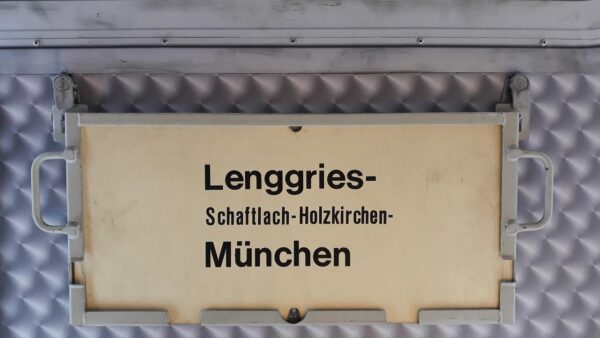 Lenggries-
Schaftlach-Holzkirchen-
München